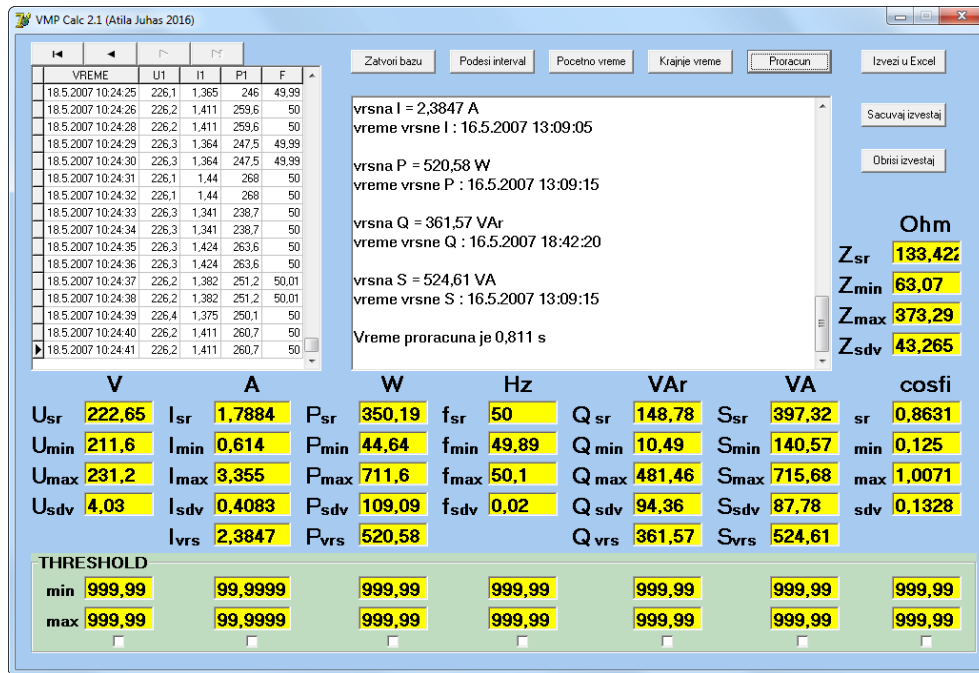 VMP Calc 2.1 (Atila Juhas 2016)
Zatvori bazu Podesi interval Pocetno vreme Krajnje vreme Proracun Izvezi u Excel
VREME U1 I1 P1 F
18.5.2007 10:24:25 226,1 1,365 246 49,99
18.5.2007 10:24:26 226,2 1,411 259,6 50
18.5.2007 10:24:28 226,2 1,411 259,6 50
18.5.2007 10:24:29 226,3 1,364 247,5 49,99
18.5.2007 10:24:30 226,3 1,364 247,5 49,99
18.5.2007 10:24:31 226,1 1,44 268 50
18.5.2007 10:24:32 226,1 1,44 268 50
18.5.2007 10:24:33 226,3 1,341 238,7 50
18.5.2007 10:24:34 226,3 1,341 238,7 50
18.5.2007 10:24:35 226,3 1,424 263,6 50
18.5.2007 10:24:36 226,3 1,424 263,6 50
18.5.2007 10:24:37 226,2 1,382 251,2 50,01
18.5.2007 10:24:38 226,2 1,382 251,2 50,01
18.5.2007 10:24:39 226,4 1,375 250,1 50
18.5.2007 10:24:40 226,2 1,411 260,7 50
18.5.2007 10:24:41 226,2 1,411 260,7 50
vrsna I = 2,3847 A
vreme vrsne I : 16.5.2007 13:09:05
vrsna P = 520,58 W
vreme vrsne P : 16.5.2007 13:09:15
vrsna Q = 361,57 VAr
vreme vrsne Q : 16.5.2007 18:42:20
vrsna S = 524,61 VA
vreme vrsne S : 16.5.2007 13:09:15
Vreme proracuna je 0,811 s
Sacuvaj izvestaj
Obrisi izvestaj
Ohm
Zsr 133,422
Zmin 63,07
Zmax 373,29
Zsdv 43,265
V A W Hz VAr VA cosfi
Usr 222,65 Isr 1,7884 Psr 350,19 fsr 50 Q sr 148,78 Ssr 397,32 sr 0,8631
Umin 211,6 Imin 0,614 Pmin 44,64 fmin 49,89 Q min 10,49 Smin 140,57 min 0,125
Umax 231,2 Imax 3,355 Pmax 711,6 fmax 50,1 Q max 481,46 Smax 715,68 max 1,0071
Usdv 4,03 Isdv 0,4083 Psdv 109,09 fsdv 0,02 Q sdv 94,36 Ssdv 87,78 sdv 0,1328
Ivrs 2,3847 Pvrs 520,58 Q vrs 361,57 Svrs 524,61
THRESHOLD
min 999,99 99,9999 999,99 999,99 999,99 999,99 999,99
max 999,99 99,9999 999,99 999,99 999,99 999,99 999,99